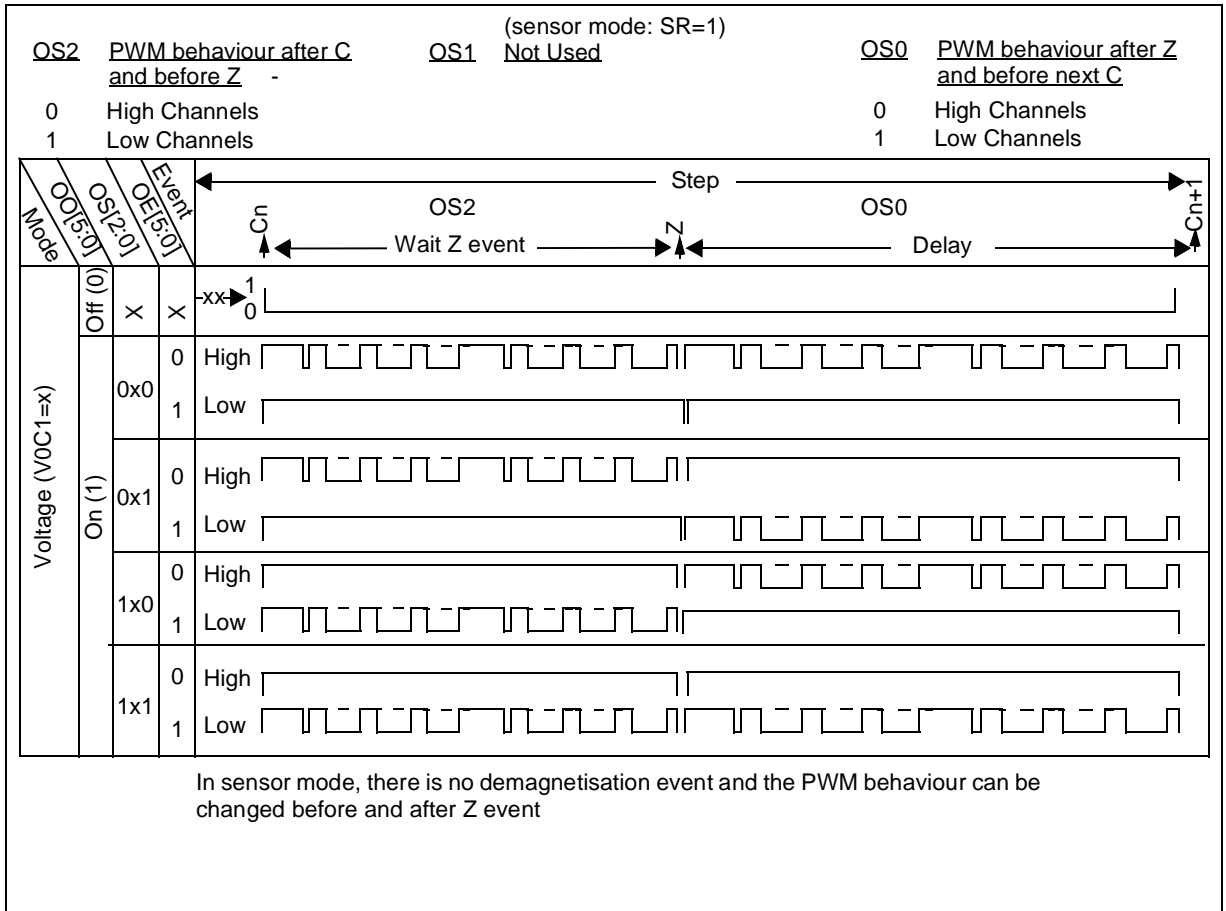 (sensor mode: SR=1)
OS2 PWM behaviour after C and before Z -
0 High Channels
1 Low Channels
OS1 Not Used
OS0 PWM behaviour after Z and before next C
0 High Channels
1 Low Channels
Mode
OO[5:0]
OS[2:0]
OE[5:0]
Event
Step
Cn
OS2
Wait Z event
Z
OS0
Delay
Cn+1
Voltage (V0C1=x)
Off (0)
X
X
xx
1
0
On (1)
0x0
0 High
1 Low
0x1
0 High
1 Low
1x0
0 High
1 Low
1x1
0 High
1 Low
In sensor mode, there is no demagnetisation event and the PWM behaviour can be
changed before and after Z event